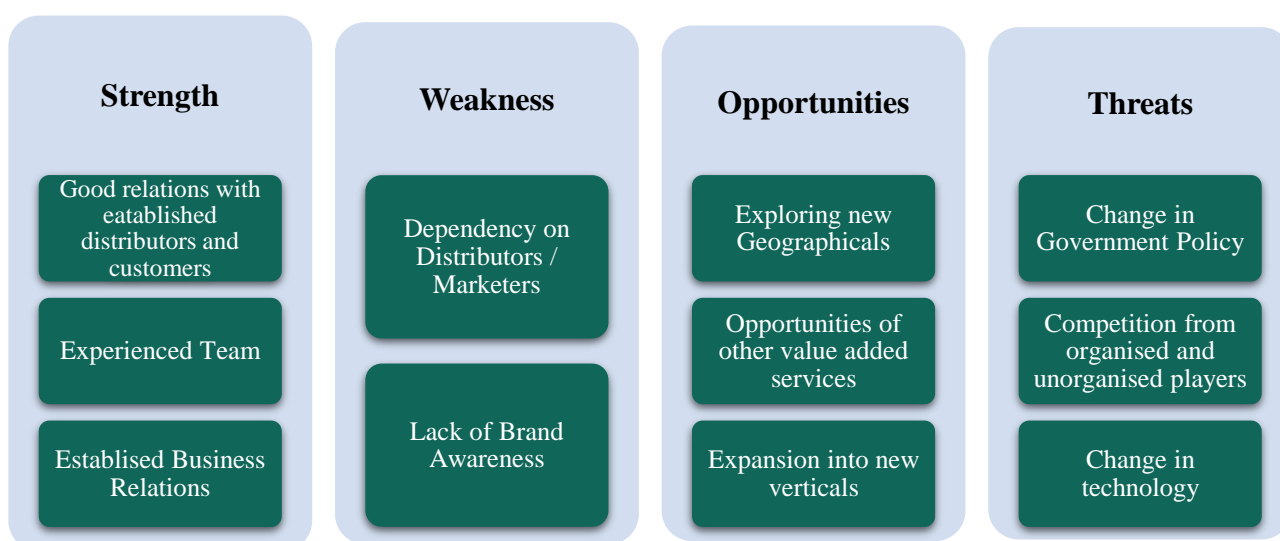 Strength
Good relations with
eatablished
distributors and
customers
Experienced Team
Establised Business
Relations
Weakness
Dependency on
Distributors /
Marketers
Lack of Brand
Awareness
Opportunities
Exploring new
Geographicals
Opportunities of
other value added
services
Expansion into new
verticals
Threats
Change in
Government Policy
Competition from
organised and
unorganised players
Change in
technology